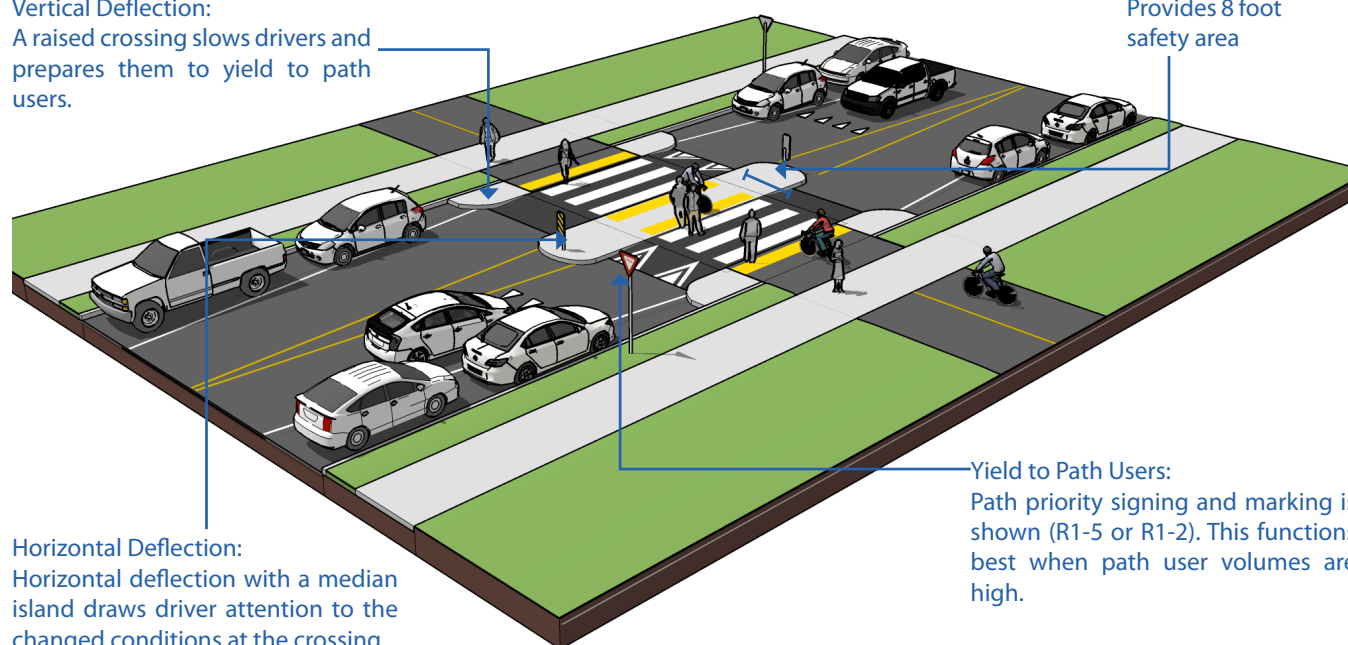 Vertical Deflection:
A raised crossing slows drivers and
prepares them to yield to path
users.
Provides 8 foot
safety area
Yield to Path Users:
Path priority signing and marking is
shown (R1-5 or R1-2). This functions
best when path user volumes are
high.
Horizontal Deflection:
Horizontal deflection with a median
island draws driver attention to the
changed conditions at the crossing